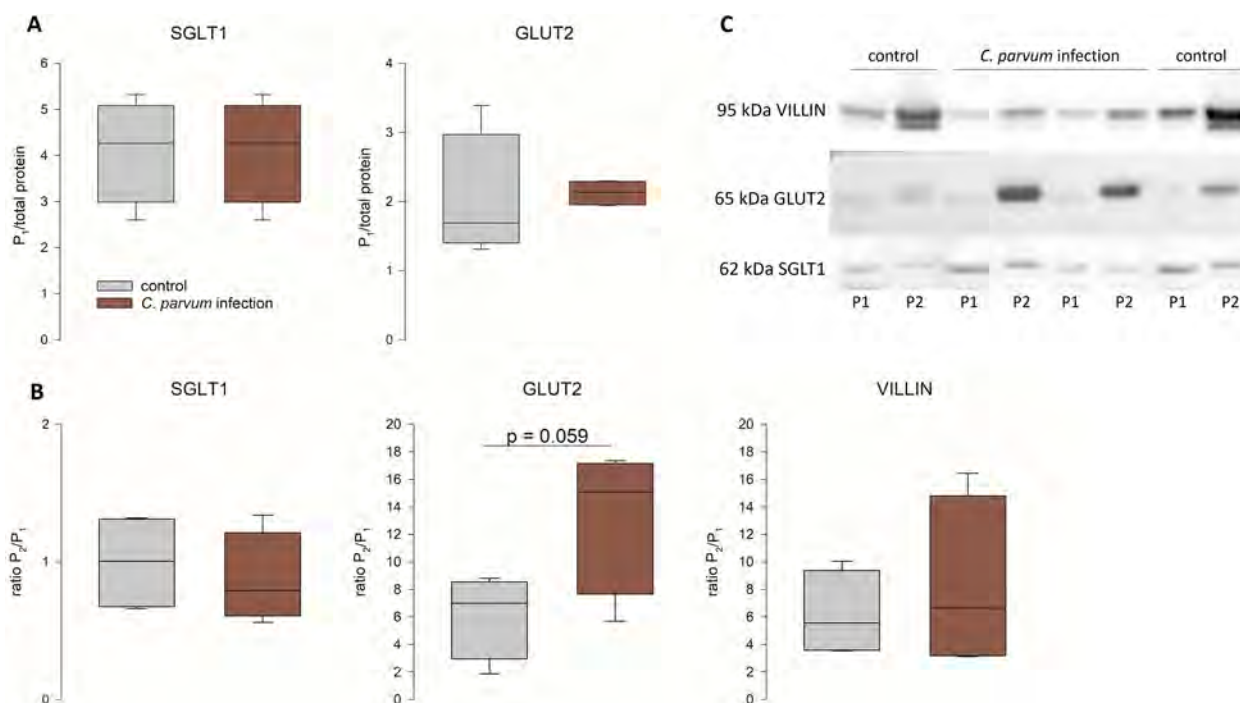 A
SGLT1
GLUT2
P1/total protein
6
5
4
3
2
1
0
control
C. parvum infection
P1/total protein
4
3
2
1
0
C
control
C. parvum infection
control
95 kDa VILLIN
65 kDa GLUT2
62 kDa SGLT1
P1 P2 P1 P2 P1 P2 P1 P2
B
SGLT1
GLUT2
VILLIN
ratio P2/P1
2
1
0
ratio P2/P1
20
18
16
14
12
10
8
6
4
2
0
p = 0.059
ratio P2/P1
20
18
16
14
12
10
8
6
4
2
0